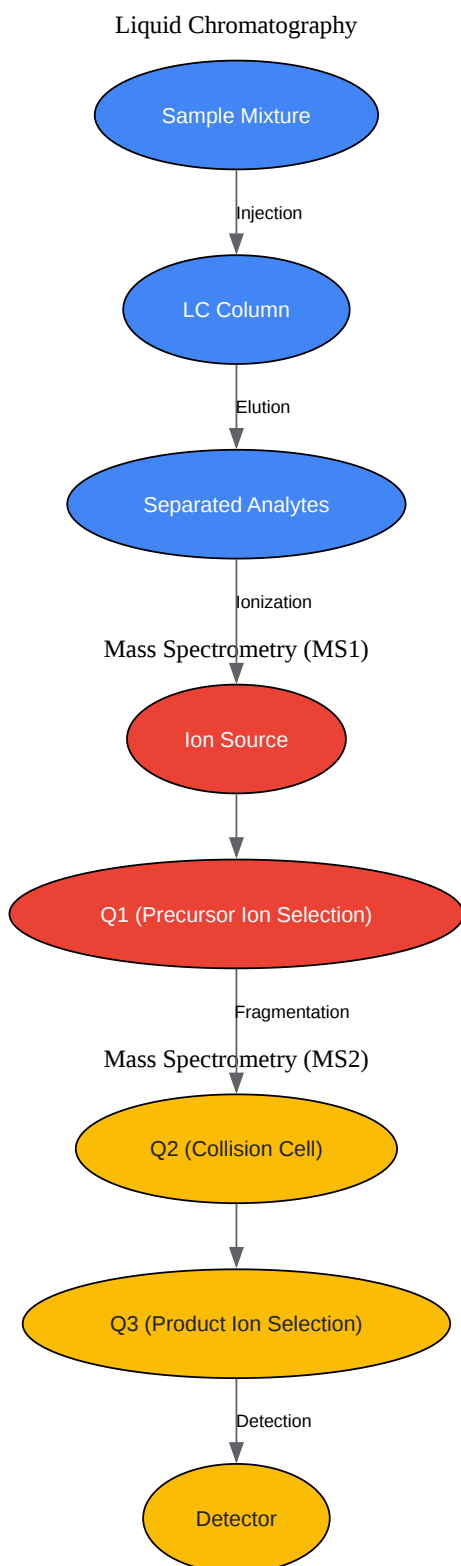 Liquid Chromatography
Sample Mixture
Injection
LC Column
Elution
Separated Analytes
Ionization
Mass Spectrometry (MS1)
Ion Source
Q1 (Precursor Ion Selection)
Fragmentation
Mass Spectrometry (MS2)
Q2 (Collision Cell)
Q3 (Product Ion Selection)
Detection
Detector